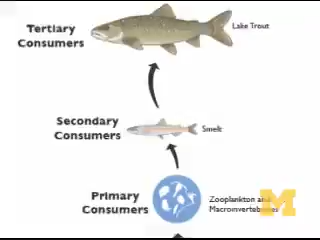 Tertiary
Consumers
Lake Trout
Secondary
Consumers
Smelt
Primary
Consumers
Zooplankton and
Macroinvertebrates
M